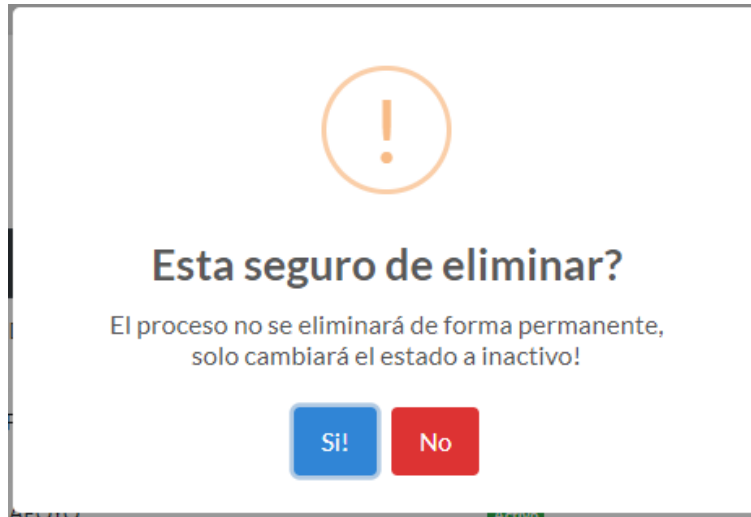 !
Esta seguro de eliminar?
El proceso no se eliminará de forma permanente,
solo cambiará el estado a inactivo!
Si!
No
Activo